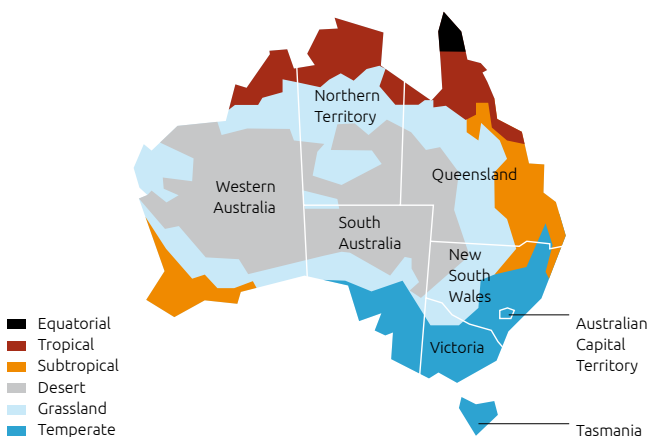 Northern
Territory
Queensland
Western
Australia
South
Australia
New
South
Wales
Victoria
Equatorial
Tropical
Subtropical
Desert
Grassland
Temperate
Australian
Capital
Territory
Tasmania